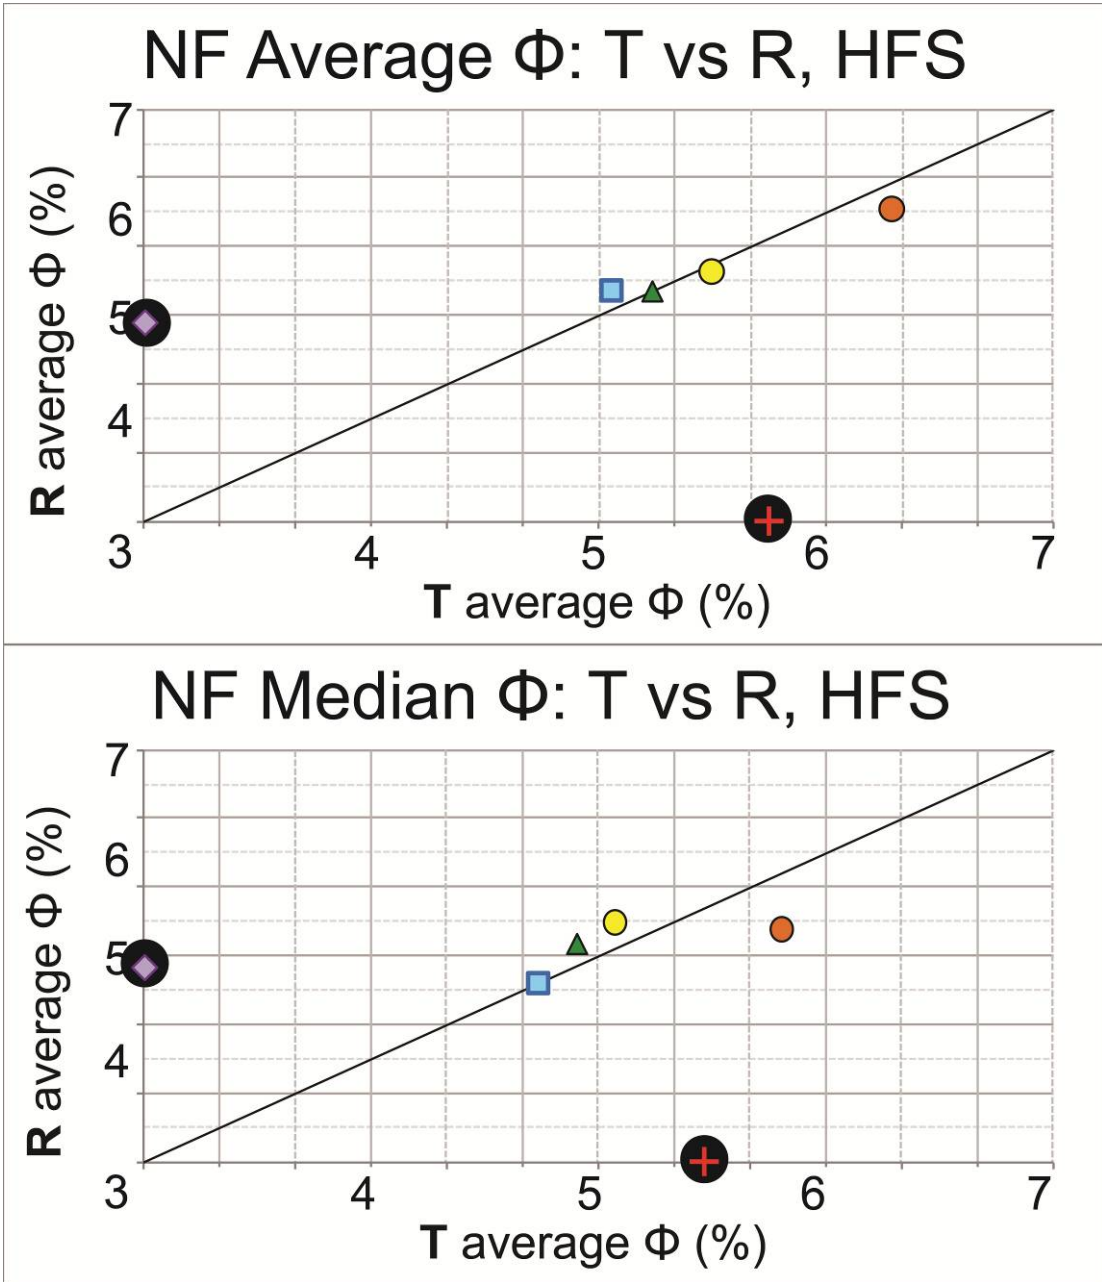 NF Average Φ: T vs R, HFS
7
6
5
4
3
R average Φ (%)
3 4 5 6 7
T average Φ (%)
NF Median Φ: T vs R, HFS
7
6
5
4
R average Φ (%)
3 4 5 6 7
T average Φ (%)